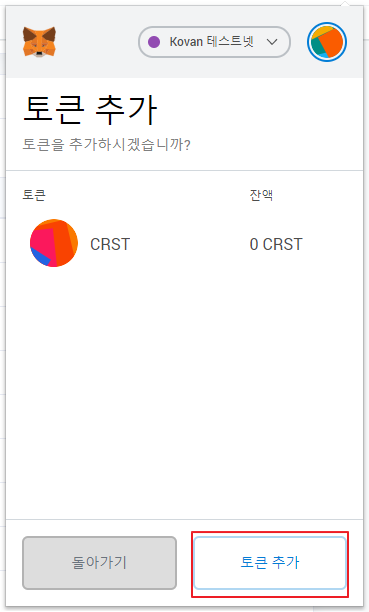 Kovan 테스트넷
토큰 추가
토큰을 추가하시겠습니까?
토큰 잔액
CRST 0 CRST
돌아가기 토큰 추가